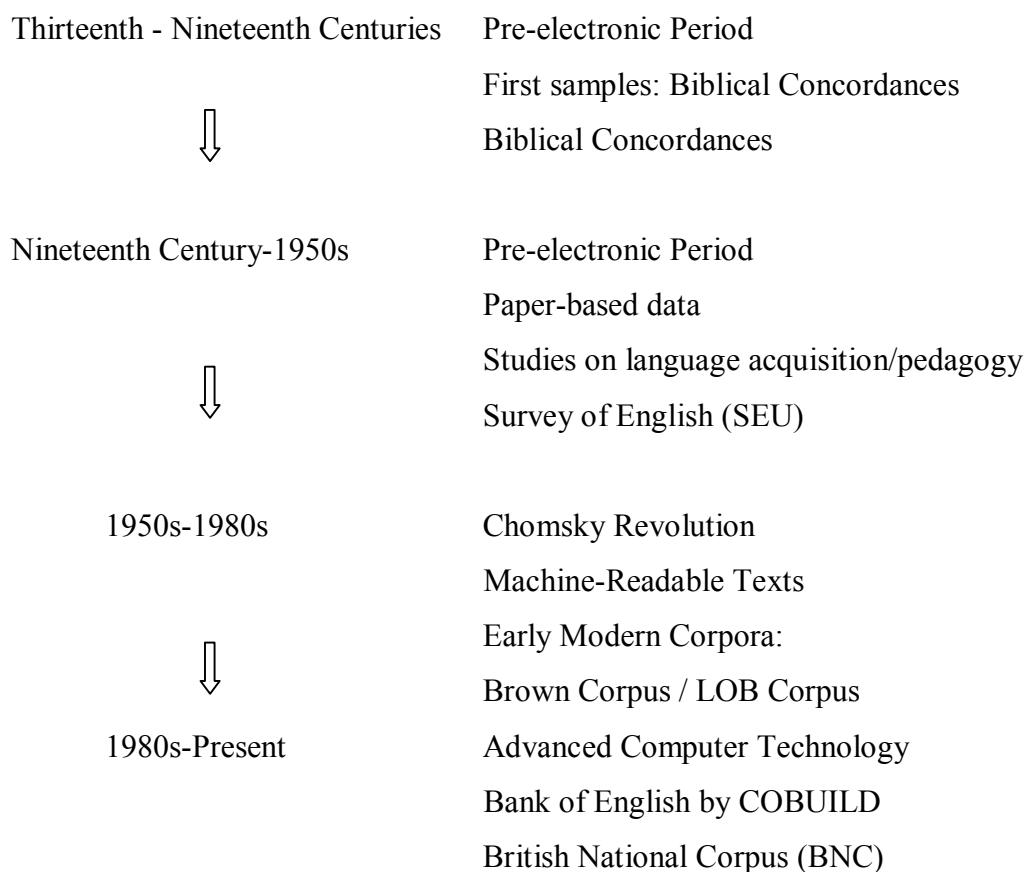 Thirteenth - Nineteenth Centuries Pre-electronic Period
First samples: Biblical Concordances
Biblical Concordances
Nineteenth Century-1950s Pre-electronic Period
Paper-based data
Studies on language acquisition/pedagogy
Survey of English (SEU)
1950s-1980s Chomsky Revolution
Machine-Readable Texts
Early Modern Corpora:
Brown Corpus / LOB Corpus
1980s-Present Advanced Computer Technology
Bank of English by COBUILD
British National Corpus (BNC)